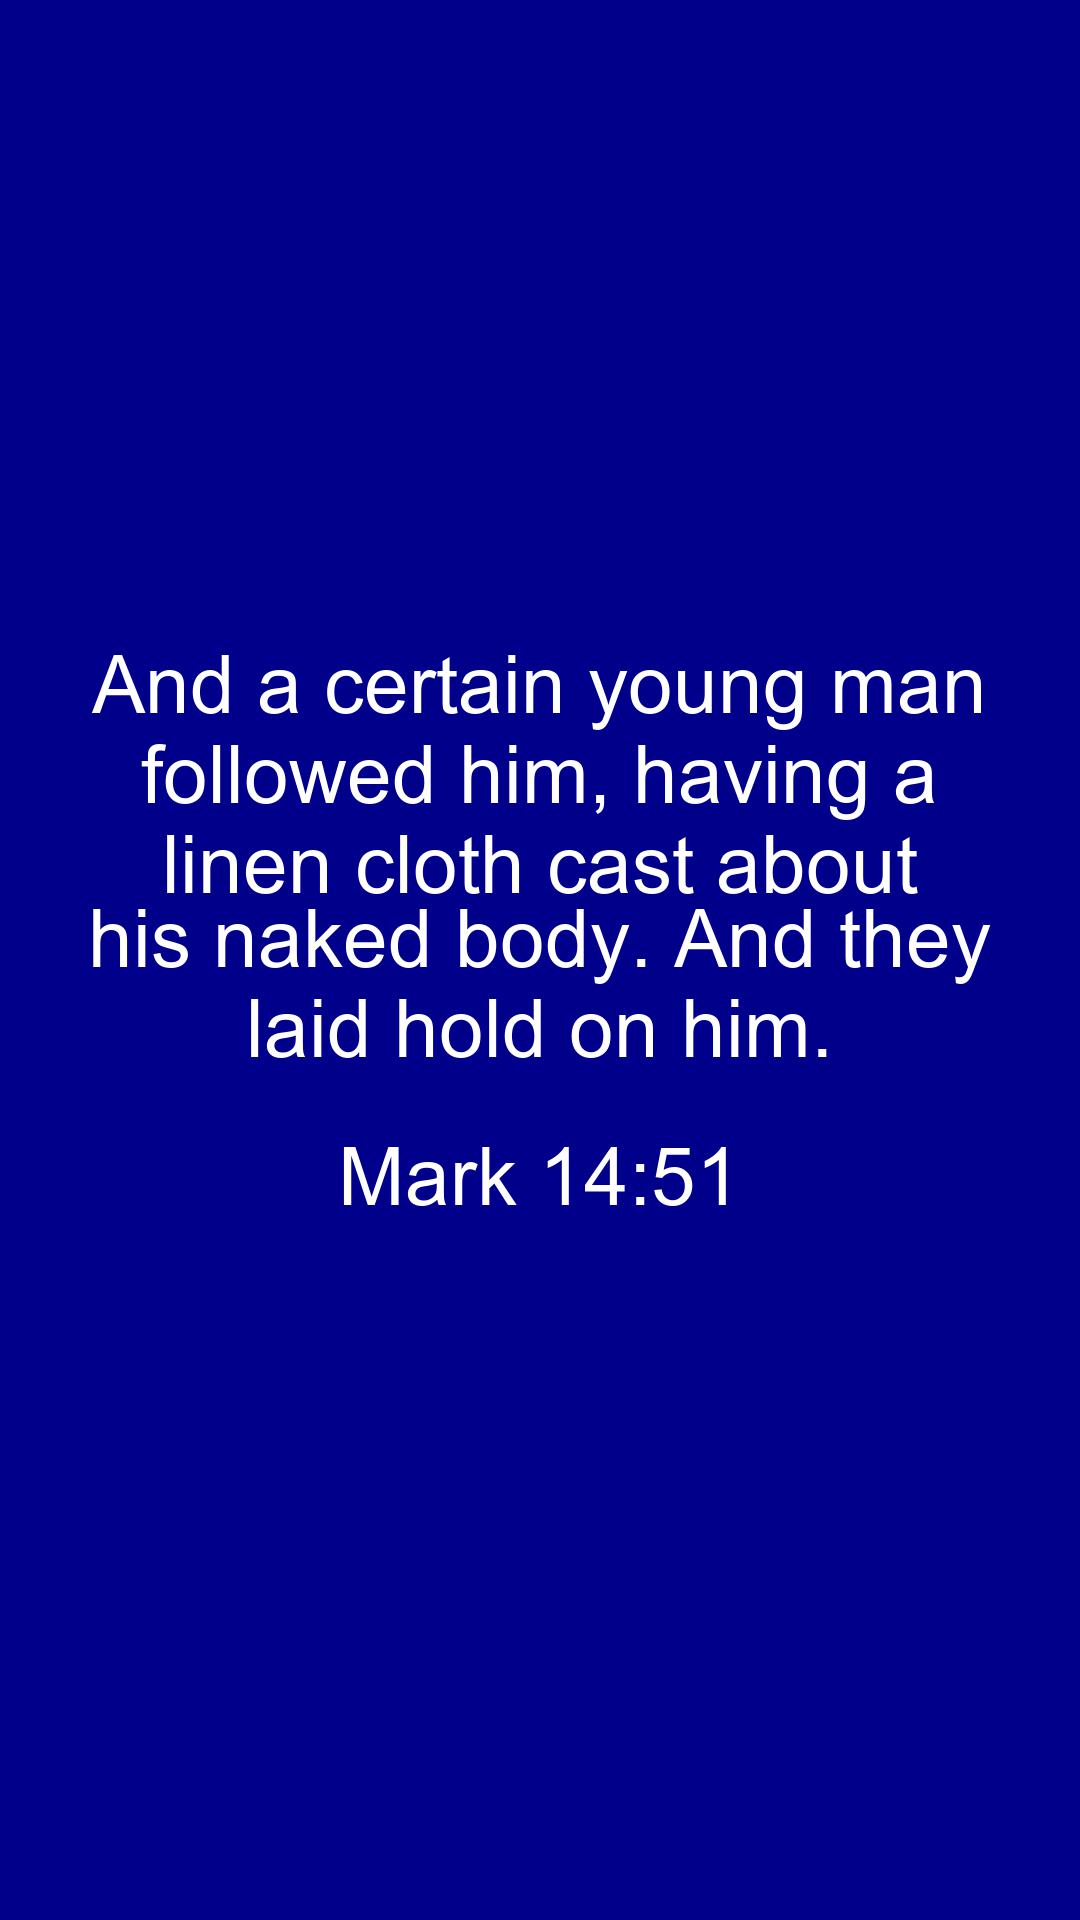 And a certain young man
followed him, having a
linen cloth cast about
his naked body. And they
laid hold on him.
Mark 14:51